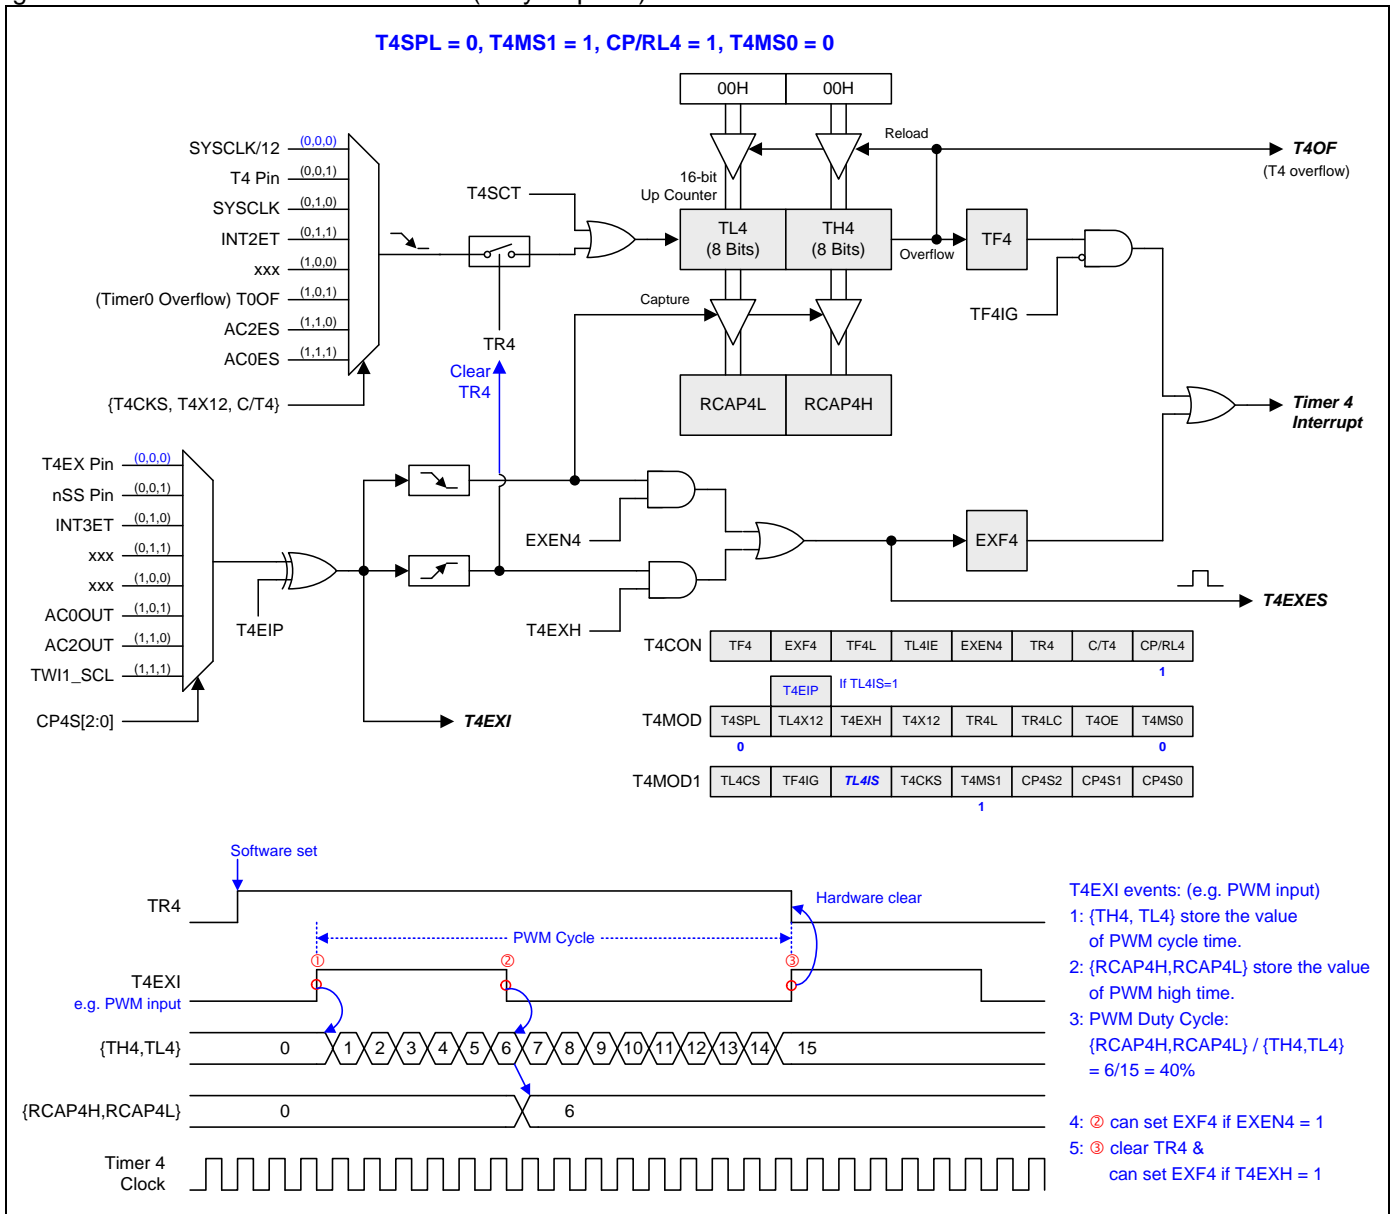 T4SPL = 0, T4MS1 = 1, CP/RL4 = 1, T4MS0 = 0
00H 00H
Reload
T4OF
(T4 overflow)
SYSCLK/12 (0,0,0)
T4 Pin (0,0,1)
SYSCLK (0,1,0)
INT2ET (0,1,1)
xxx (1,0,0)
(Timer0 Overflow) T0OF (1,0,1)
AC2ES (1,1,0)
AC0ES (1,1,1)
{T4CKS, T4X12, C/T4}
T4SCT
16-bit
Up Counter
TL4
(8 Bits)
TH4
(8 Bits)
Overflow
TF4
TF4IG
TR4
Clear
TR4
Capture
RCAP4L RCAP4H
Timer 4
Interrupt
T4EX Pin (0,0,0)
nSS Pin (0,0,1)
INT3ET (0,1,0)
xxx (0,1,1)
xxx (1,0,0)
AC0OUT (1,0,1)
AC2OUT (1,1,0)
TWI1_SCL (1,1,1)
CP4S[2:0]
T4EIP
T4EXI
EXEN4
T4EXH
EXF4
T4EXES
T4CON TF4 EXF4 TF4L TL4IE EXEN4 TR4 C/T4 CP/RL4
1
T4EIP If TL4IS=1
T4MOD T4SPL TL4X12 T4EXH T4X12 TR4L TR4LC T4OE T4MS0
0 0
T4MOD1 TL4CS TF4IG TL4IS T4CKS T4MS1 CP4S2 CP4S1 CP4S0
1
Software set
TR4
Hardware clear
PWM Cycle
① ② ③
T4EXI
e.g. PWM input
{TH4,TL4} 0 1 2 3 4 5 6 7 8 9 10 11 12 13 14 15
{RCAP4H,RCAP4L} 0 6
Timer 4
Clock
T4EXI events: (e.g. PWM input)
1: {TH4, TL4} store the value
of PWM cycle time.
2: {RCAP4H,RCAP4L} store the value
of PWM high time.
3: PWM Duty Cycle:
{RCAP4H,RCAP4L} / {TH4,TL4}
= 6/15 = 40%
4: ② can set EXF4 if EXEN4 = 1
5: ③ clear TR4 &
can set EXF4 if T4EXH = 1